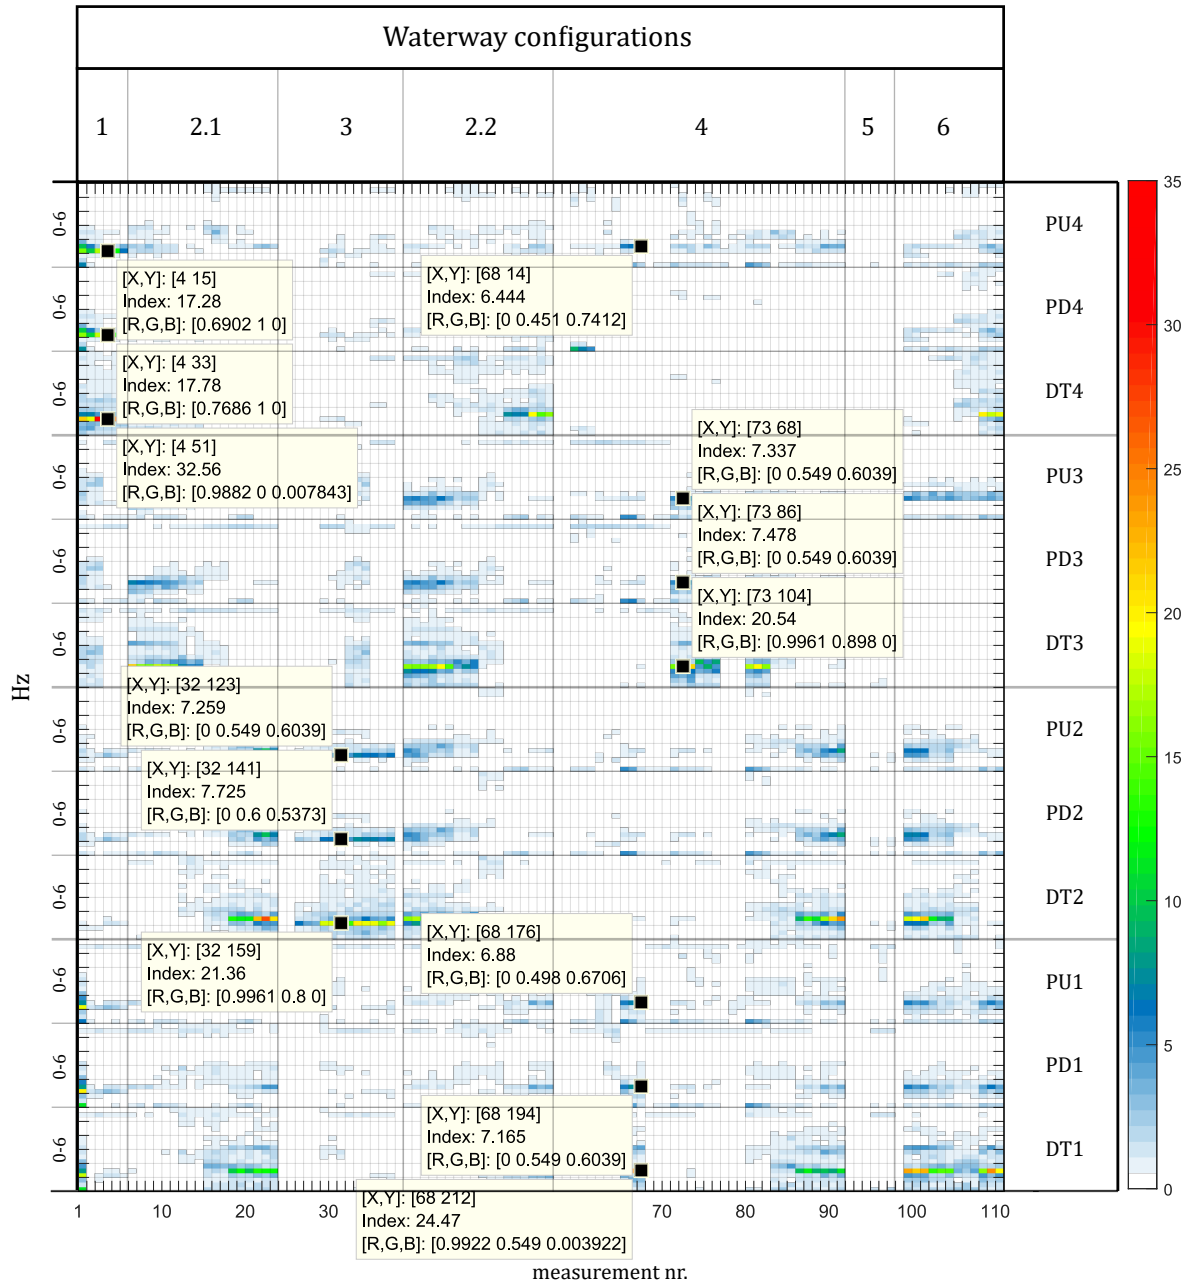 Waterway configurations
1 2.1 3 2.2 4 5 6
35
0-6 PU4
[X,Y]: [4 15]
Index: 17.28
[R,G,B]: [0.6902 1 0]
[X,Y]: [68 14]
Index: 6.444
[R,G,B]: [0 0.451 0.7412]
0-6 PD4
30
[X,Y]: [4 33]
Index: 17.78
[R,G,B]: [0.7686 1 0]
0-6 DT4
[X,Y]: [4 51]
Index: 32.56
[R,G,B]: [0.9882 0 0.007843]
[X,Y]: [73 68]
Index: 7.337
[R,G,B]: [0 0.549 0.6039]
0-6 PU3
25
[X,Y]: [73 86]
Index: 7.478
[R,G,B]: [0 0.549 0.6039]
0-6 PD3
[X,Y]: [73 104]
Index: 20.54
[R,G,B]: [0.9961 0.898 0]
20
0-6 DT3
Hz
[X,Y]: [32 123]
Index: 7.259
[R,G,B]: [0 0.549 0.6039]
0-6 PU2
15
[X,Y]: [32 141]
Index: 7.725
[R,G,B]: [0 0.6 0.5373]
0-6 PD2
0-6 DT2
10
[X,Y]: [32 159]
Index: 21.36
[R,G,B]: [0.9961 0.8 0]
[X,Y]: [68 176]
Index: 6.88
[R,G,B]: [0 0.498 0.6706]
0-6 PU1
5
0-6 PD1
[X,Y]: [68 194]
Index: 7.165
[R,G,B]: [0 0.549 0.6039]
0-6 DT1
0
[X,Y]: [68 212]
Index: 24.47
[R,G,B]: [0.9922 0.549 0.003922]
1 10 20 30 70 80 90 100 110
measurement nr.